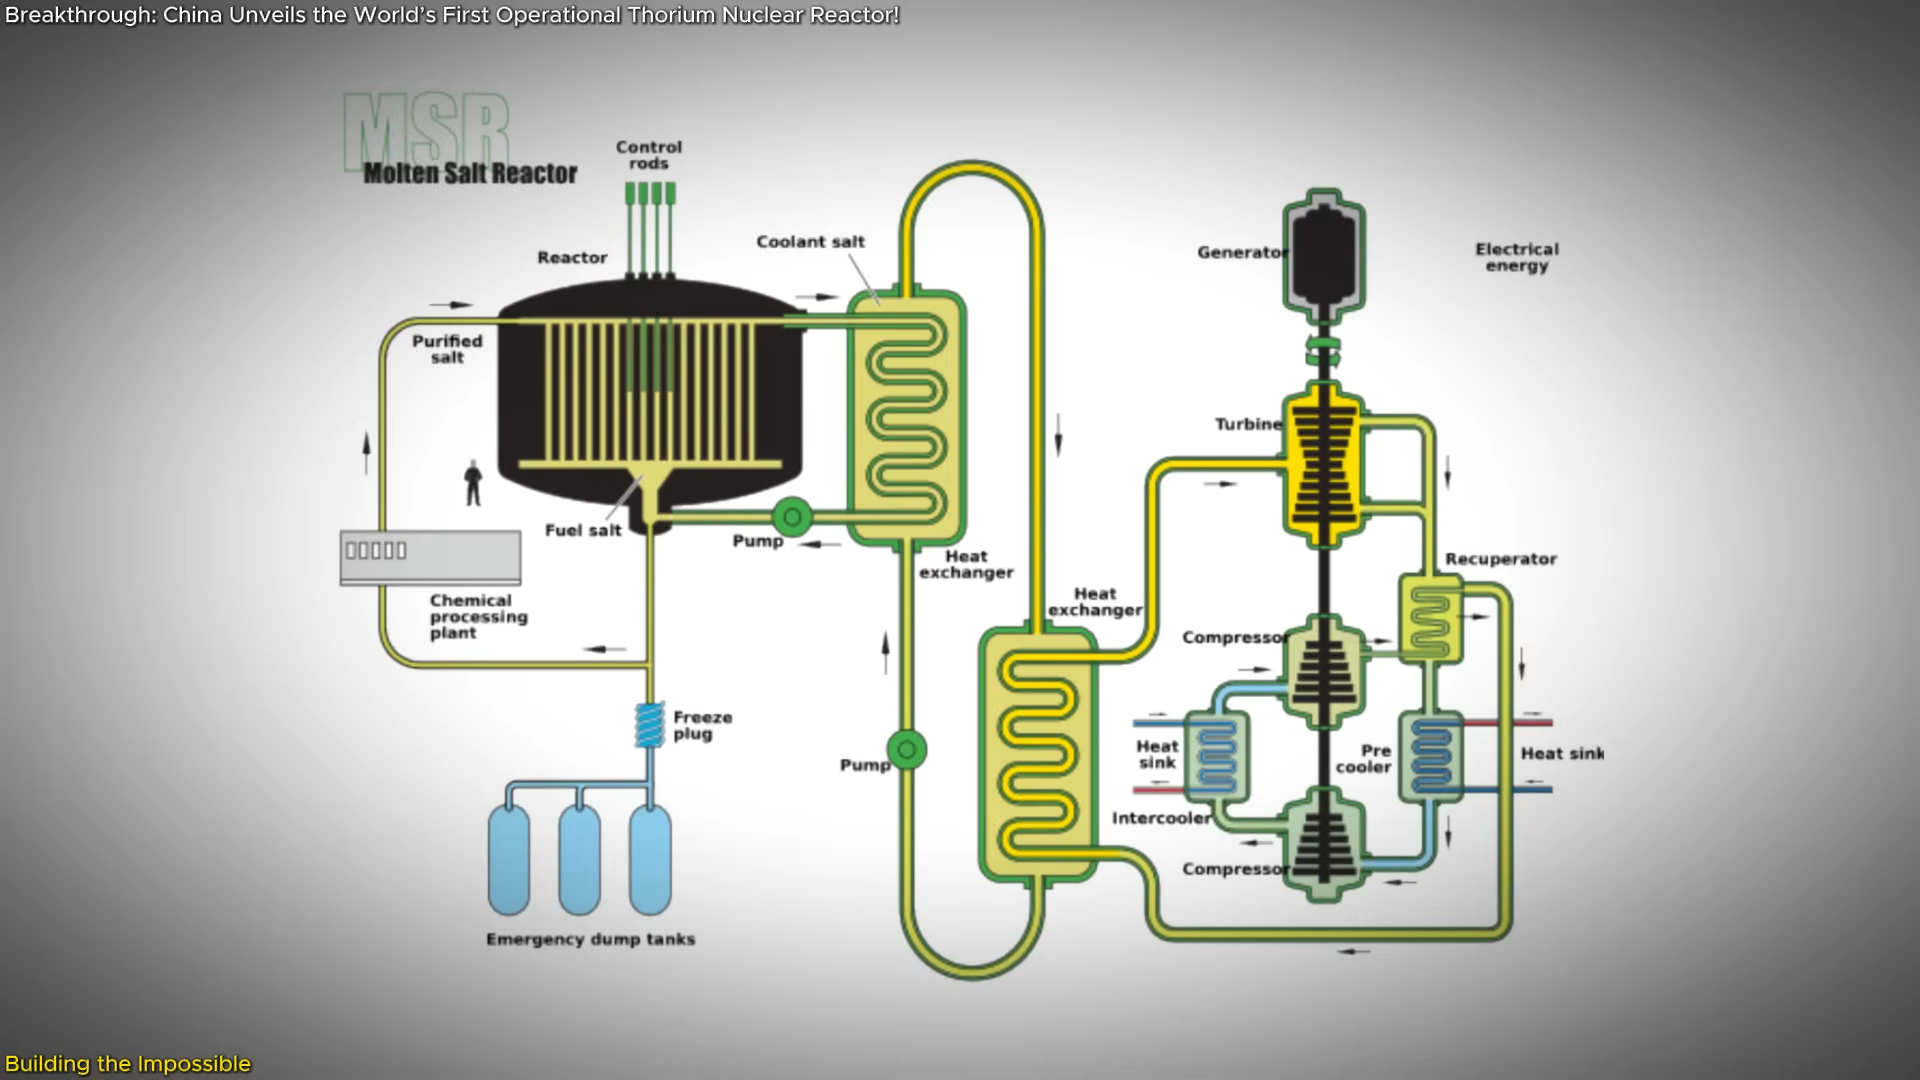 Breakthrough: China Unveils the World’s First Operational Thorium Nuclear Reactor!
MSR
Molten Salt Reactor
Control
rods
Coolant salt
Reactor
Generator
Electrical
energy
Purified
salt
Turbine
Fuel salt
Pump
Heat
exchanger
Recuperator
Heat
exchanger
Chemical
processing
plant
Compressor
Freeze
plug
Heat
sink
Pre
cooler
Heat sink
Pump
Intercooler
Compressor
Emergency dump tanks
Building the Impossible